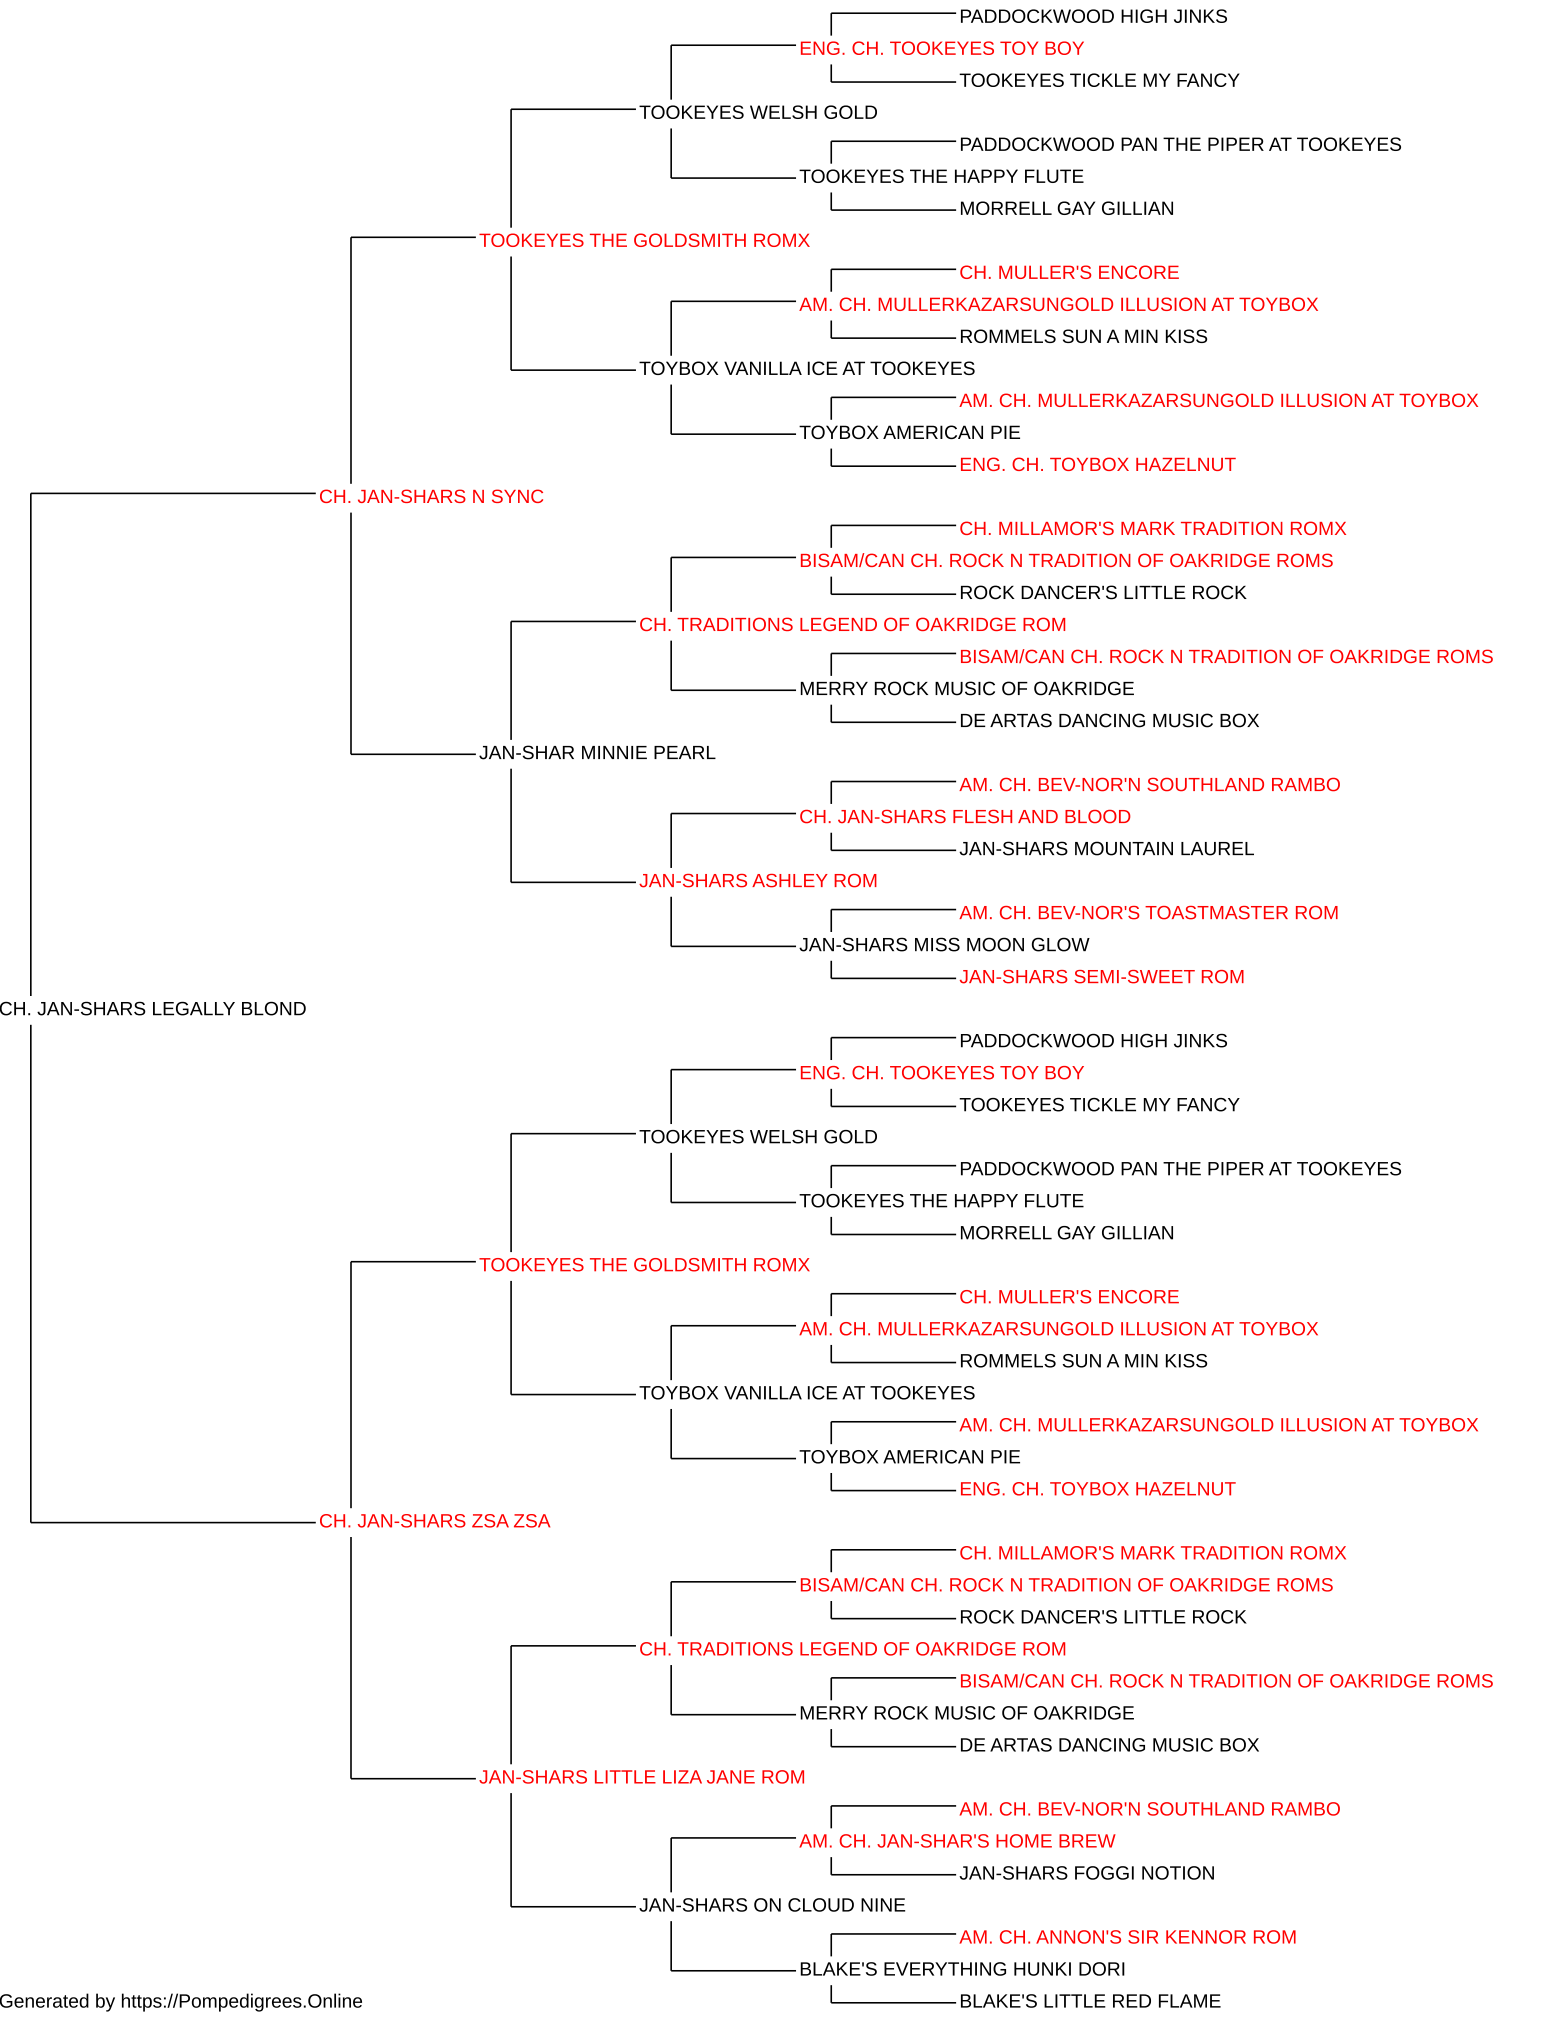 PADDOCKWOOD HIGH JINKS
ENG. CH. TOOKEYES TOY BOY
TOOKEYES TICKLE MY FANCY
TOOKEYES WELSH GOLD
PADDOCKWOOD PAN THE PIPER AT TOOKEYES
TOOKEYES THE HAPPY FLUTE
MORRELL GAY GILLIAN
TOOKEYES THE GOLDSMITH ROMX
CH. MULLER'S ENCORE
AM. CH. MULLERKAZARSUNGOLD ILLUSION AT TOYBOX
ROMMELS SUN A MIN KISS
TOYBOX VANILLA ICE AT TOOKEYES
AM. CH. MULLERKAZARSUNGOLD ILLUSION AT TOYBOX
TOYBOX AMERICAN PIE
ENG. CH. TOYBOX HAZELNUT
CH. JAN-SHARS N SYNC
CH. MILLAMOR'S MARK TRADITION ROMX
BISAM/CAN CH. ROCK N TRADITION OF OAKRIDGE ROMS
ROCK DANCER'S LITTLE ROCK
CH. TRADITIONS LEGEND OF OAKRIDGE ROM
BISAM/CAN CH. ROCK N TRADITION OF OAKRIDGE ROMS
MERRY ROCK MUSIC OF OAKRIDGE
DE ARTAS DANCING MUSIC BOX
JAN-SHAR MINNIE PEARL
AM. CH. BEV-NOR'N SOUTHLAND RAMBO
CH. JAN-SHARS FLESH AND BLOOD
JAN-SHARS MOUNTAIN LAUREL
JAN-SHARS ASHLEY ROM
AM. CH. BEV-NOR'S TOASTMASTER ROM
JAN-SHARS MISS MOON GLOW
JAN-SHARS SEMI-SWEET ROM
CH. JAN-SHARS LEGALLY BLOND
PADDOCKWOOD HIGH JINKS
ENG. CH. TOOKEYES TOY BOY
TOOKEYES TICKLE MY FANCY
TOOKEYES WELSH GOLD
PADDOCKWOOD PAN THE PIPER AT TOOKEYES
TOOKEYES THE HAPPY FLUTE
MORRELL GAY GILLIAN
TOOKEYES THE GOLDSMITH ROMX
CH. MULLER'S ENCORE
AM. CH. MULLERKAZARSUNGOLD ILLUSION AT TOYBOX
ROMMELS SUN A MIN KISS
TOYBOX VANILLA ICE AT TOOKEYES
AM. CH. MULLERKAZARSUNGOLD ILLUSION AT TOYBOX
TOYBOX AMERICAN PIE
ENG. CH. TOYBOX HAZELNUT
CH. JAN-SHARS ZSA ZSA
CH. MILLAMOR'S MARK TRADITION ROMX
BISAM/CAN CH. ROCK N TRADITION OF OAKRIDGE ROMS
ROCK DANCER'S LITTLE ROCK
CH. TRADITIONS LEGEND OF OAKRIDGE ROM
BISAM/CAN CH. ROCK N TRADITION OF OAKRIDGE ROMS
MERRY ROCK MUSIC OF OAKRIDGE
DE ARTAS DANCING MUSIC BOX
JAN-SHARS LITTLE LIZA JANE ROM
AM. CH. BEV-NOR'N SOUTHLAND RAMBO
AM. CH. JAN-SHAR'S HOME BREW
JAN-SHARS FOGGI NOTION
JAN-SHARS ON CLOUD NINE
AM. CH. ANNON'S SIR KENNOR ROM
BLAKE'S EVERYTHING HUNKI DORI
BLAKE'S LITTLE RED FLAME
Generated by https://Pompedigrees.Online